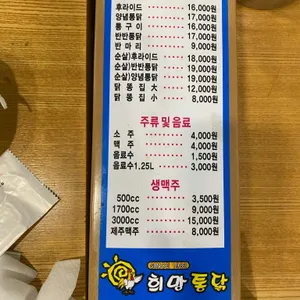 후라이드 16,000원
양념통닭 17,000원
통구이 16,000원
반반통닭 17,000원
반마리 9,000원
순살)후라이드 18,000원
순살)반반통닭 19,000원
순살)양념통닭 19,000원
닭똥집 大 12,000원
닭똥집 小 8,000원
주류 및 음료
소주 4,000원
맥주 4,000원
음료수 1,500원
음료수1.25L 3,000원
생맥주
500cc 3,500원
1700cc 9,000원
3000cc 15,000원
제주맥주 8,000원